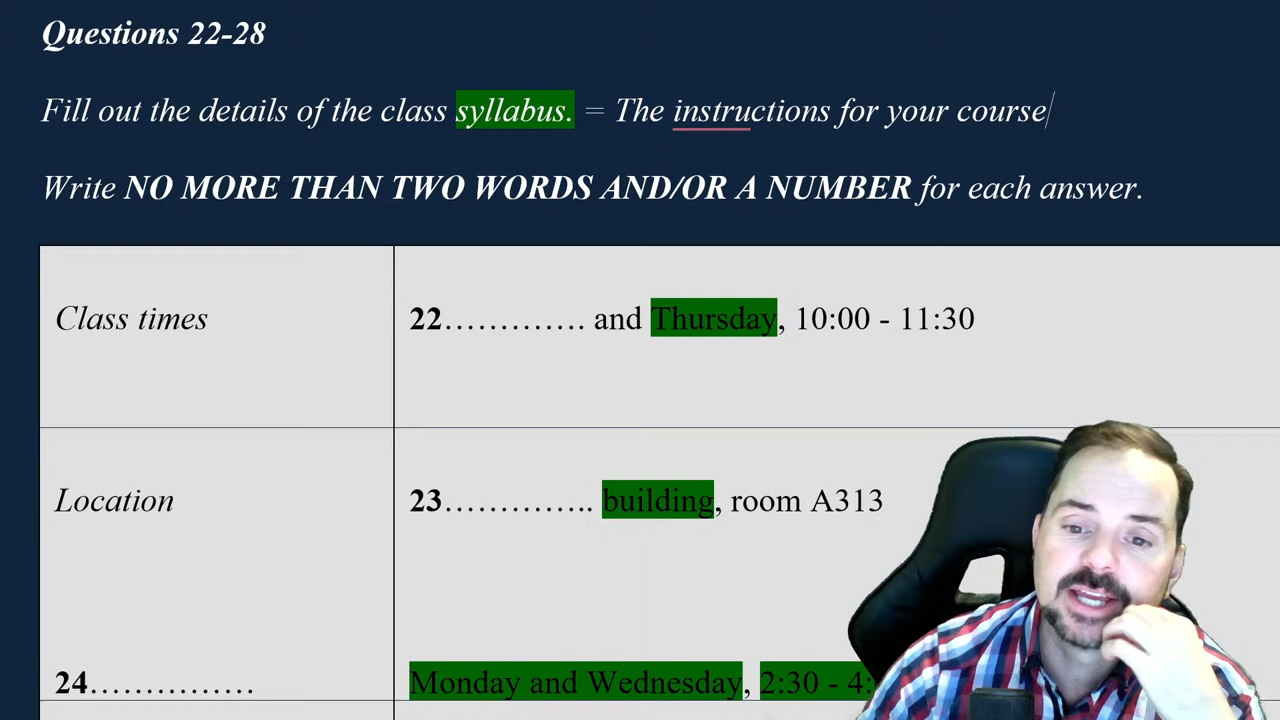 Questions 22-28
Fill out the details of the class syllabus. = The instructions for your course
Write NO MORE THAN TWO WORDS AND/OR A NUMBER for each answer.
Class times
22…………. and Thursday, 10:00 - 11:30
Location
23………….. building, room A313
24……………
Monday and Wednesday, 2:30 - 4: